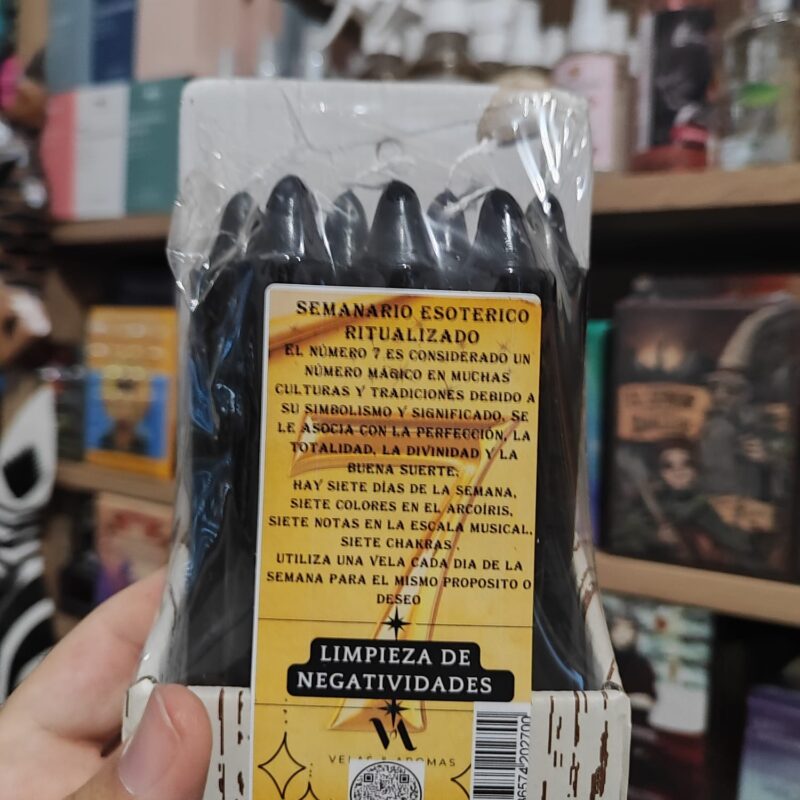 SEMANARIO ESOTERICO
RITUALIZADO
EL NÚMERO 7 ES CONSIDERADO UN
NÚMERO MÁGICO EN MUCHAS
CULTURAS Y TRADICIONES DEBIDO A
SU SIMBOLISMO Y SIGNIFICADO, SE
LE ASOCIA CON LA PERFECCIÓN, LA
TOTALIDAD, LA DIVINIDAD Y LA
BUENA SUERTE.
HAY SIETE DÍAS DE LA SEMANA,
SIETE COLORES EN EL ARCOÍRIS,
SIETE NOTAS EN LA ESCALA MUSICAL,
SIETE CHAKRAS .
UTILIZA UNA VELA CADA DIA DE LA
SEMANA PARA EL MISMO PROPOSITO O
DESEO
LIMPIEZA DE
NEGATIVIDADES
VELAS & AROMAS